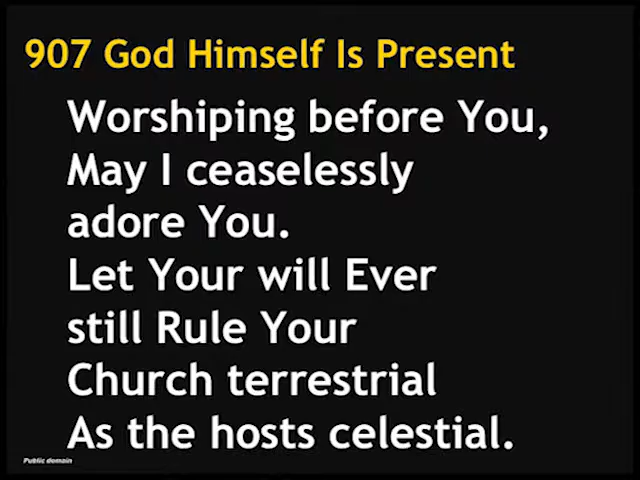 907 God Himself Is Present
Worshiping before You,
May I ceaselessly
adore You.
Let Your will Ever
still Rule Your
Church terrestrial
As the hosts celestial.
Public domain